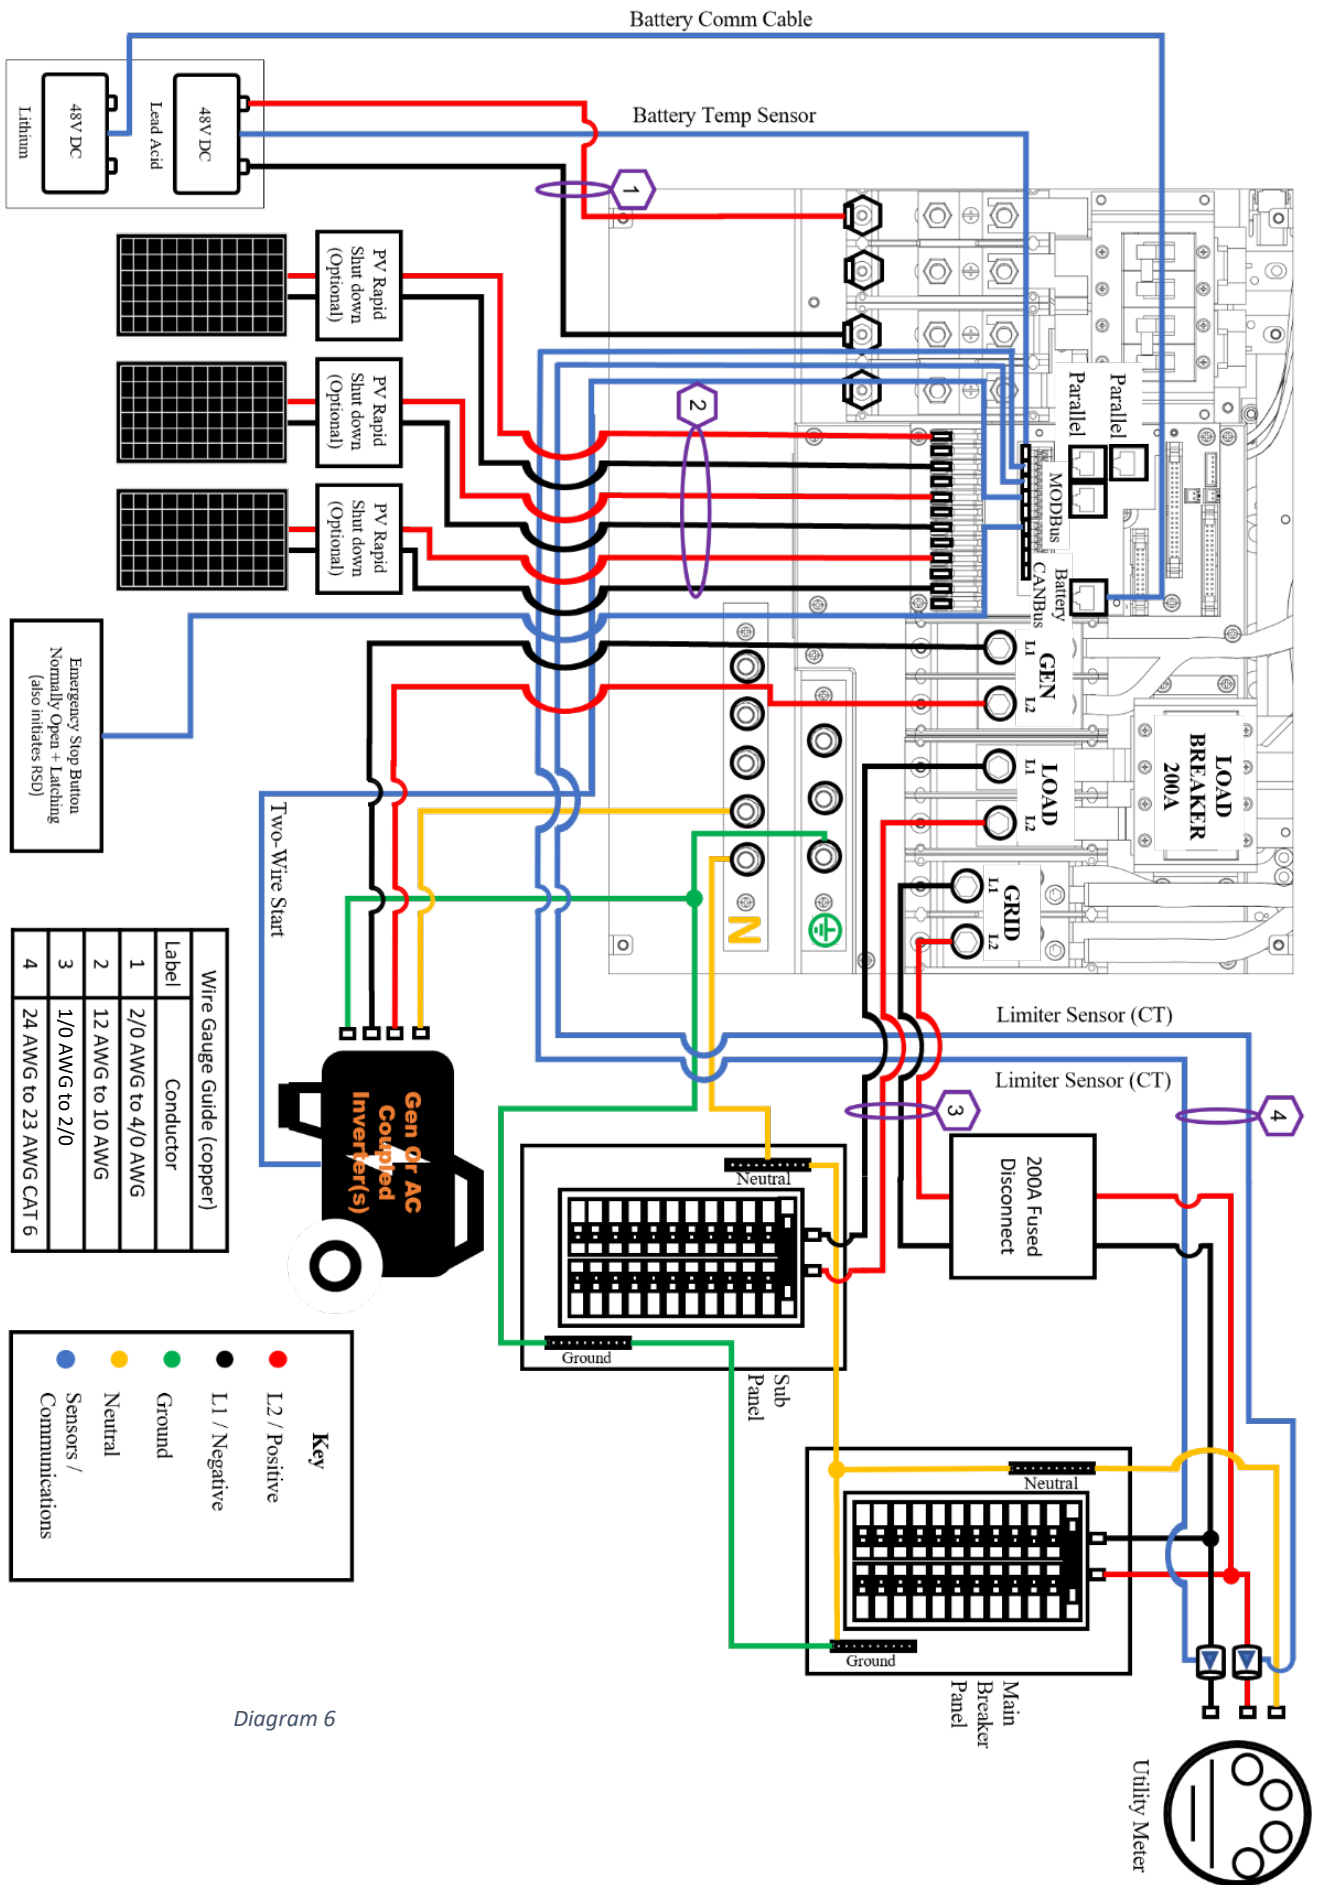 Battery Comm Cable
Battery Temp Sensor
Lithium
48V DC
Lead Acid
48V DC
1
PV Rapid
Shut down
(Optional)
PV Rapid
Shut down
(Optional)
PV Rapid
Shut down
(Optional)
2
Parallel
Parallel
MODBus
Battery
CANBus
L1
GEN
L2
L1
LOAD
L2
LOAD
BREAKER
200A
L1
GRID
L2
N
Emergency Stop Button
Normally Open + Latching
(also initiates RSD)
Two-Wire Start
Limiter Sensor (CT)
Limiter Sensor (CT)
3
4
200A Fused
Disconnect
Gen Or AC
Coupled
Inverter(s)
Wire Gauge Guide (copper)
Label Conductor
1 2/0 AWG to 4/0 AWG
2 12 AWG to 10 AWG
3 1/0 AWG to 2/0
4 24 AWG to 23 AWG CAT 6
Neutral
Ground
Sub
Panel
Neutral
Ground
Main
Breaker
Panel
Key
L2 / Positive
L1 / Negative
Ground
Neutral
Sensors /
Communications
Utility Meter
Diagram 6